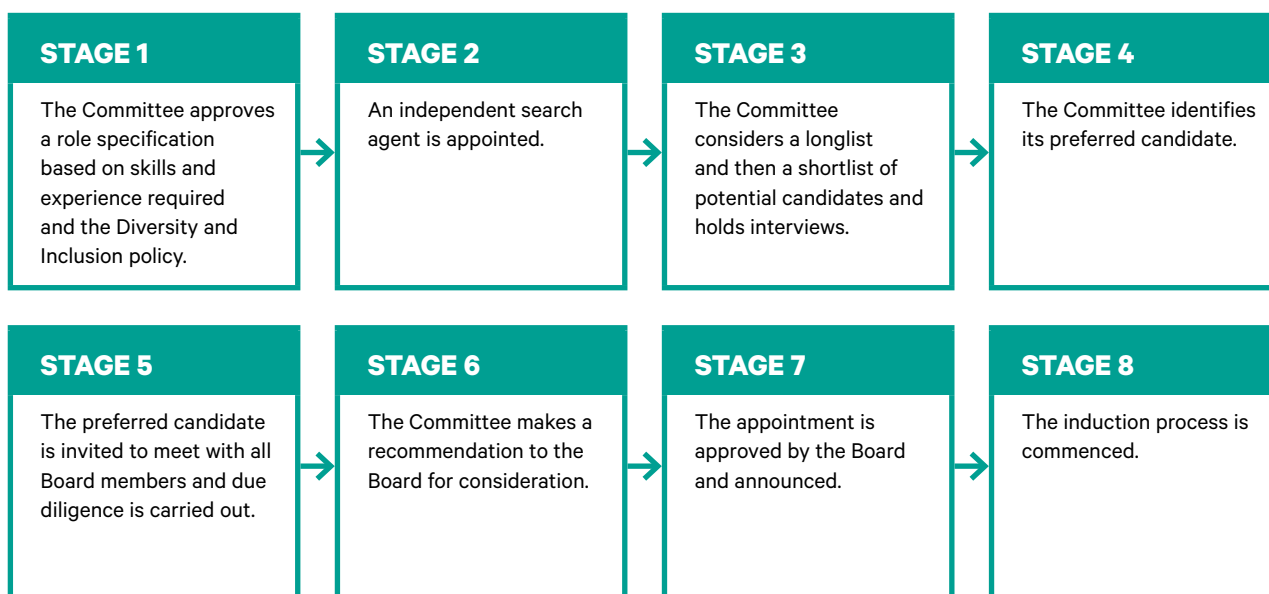 STAGE 1
The Committee approves
a role specification
based on skills and
experience required
and the Diversity and
Inclusion policy.
STAGE 2
An independent search
agent is appointed.
STAGE 3
The Committee
considers a longlist
and then a shortlist of
potential candidates and
holds interviews.
STAGE 4
The Committee identifies
its preferred candidate.
STAGE 5
The preferred candidate
is invited to meet with all
Board members and due
diligence is carried out.
STAGE 6
The Committee makes a
recommendation to the
Board for consideration.
STAGE 7
The appointment is
approved by the Board
and announced.
STAGE 8
The induction process is
commenced.